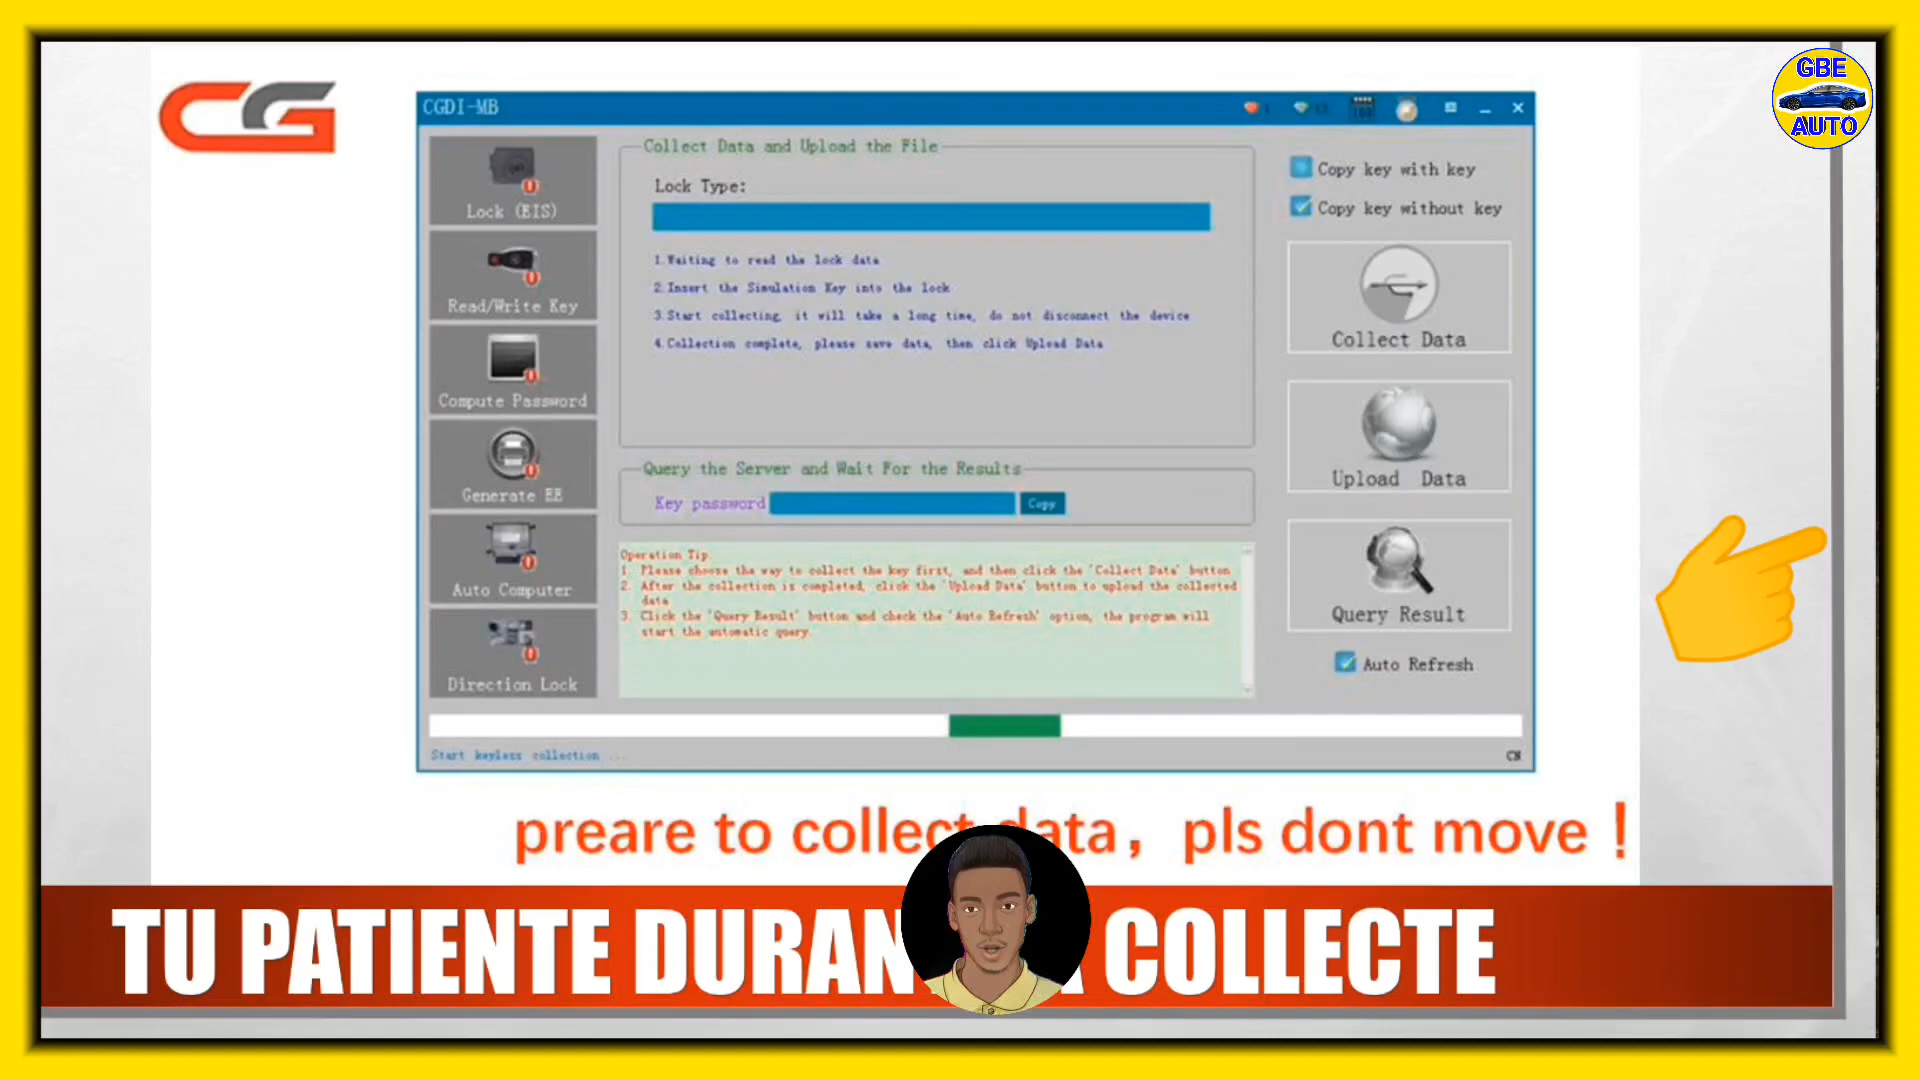 CG
GBE
AUTO
CGDI-MB
Lock (EIS)
Read/Write Key
Compute Password
Generate EE
Auto Computer
Direction Lock
Collect Data and Upload the File
Lock Type:
1.Waiting to read the lock data
2.Insert the Simulation Key into the lock
3.Start collecting, it will take a long time, do not disconnect the device
4.Collection complete, please save data, then click Upload Data
Query the Server and Wait For the Results
Key password
Copy
Operation Tip:
1. Please choose the way to collect the key first, and then click the 'Collect Data' button
2. After the collection is completed, click the 'Upload Data' button to upload the collected
data
3. Click the 'Query Result' button and check the 'Auto Refresh' option, the program will
start the automatic query.
Copy key with key
Copy key without key
Collect Data
Upload Data
Query Result
Auto Refresh
Start keyless collection ...
CN
preare to collect data, pls dont move !
TU PATIENTE DURAN A COLLECTE